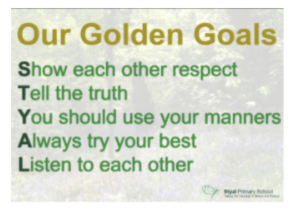 Our Golden Goals
Show each other respect
Tell the truth
You should use your manners
Always try your best
Listen to each other
Styal Primary School